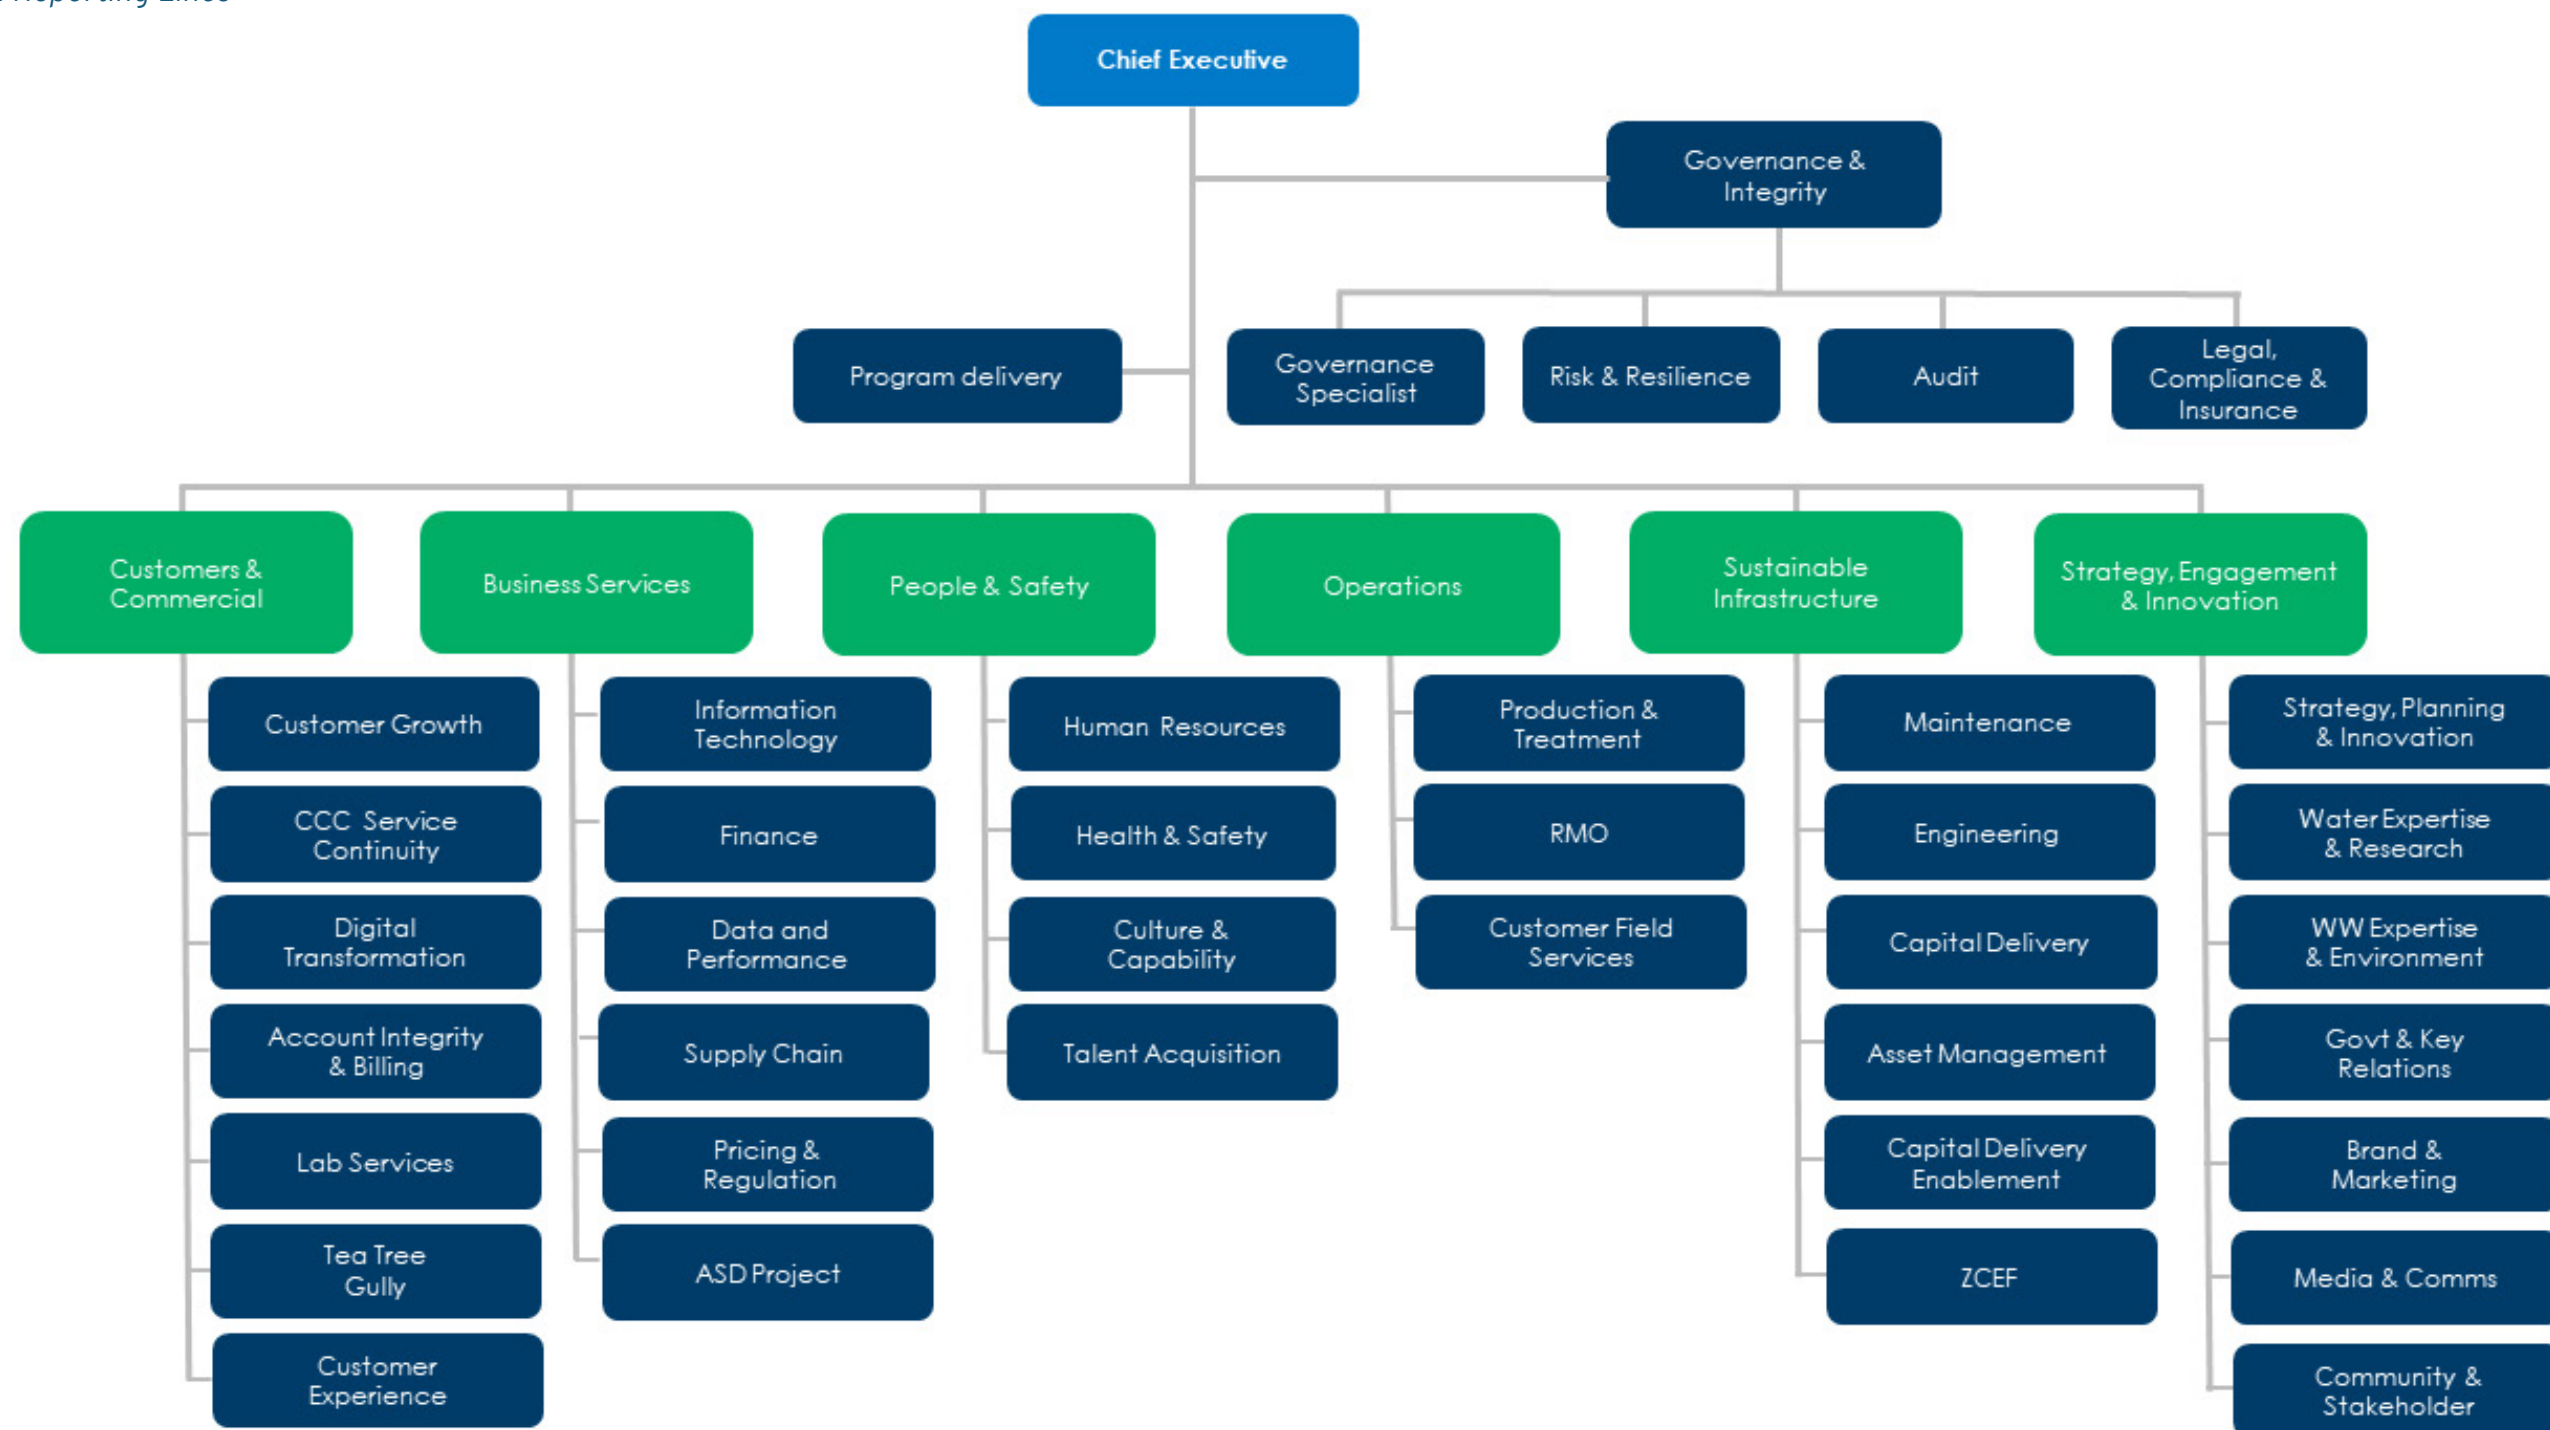 Reporting Lines
Chief Executive
Governance &
Integrity
Program delivery
Governance
Specialist
Risk & Resilience
Audit
Legal,
Compliance &
Insurance
Customers &
Commercial
Business Services
People & Safety
Operations
Sustainable
Infrastructure
Strategy, Engagement
& Innovation
Customer Growth
CCC Service
Continuity
Digital
Transformation
Account Integrity
& Billing
Lab Services
Tea Tree
Gully
Customer
Experience
Information
Technology
Finance
Data and
Performance
Supply Chain
Pricing &
Regulation
ASD Project
Human Resources
Health & Safety
Culture &
Capability
Talent Acquisition
Production &
Treatment
RMO
Customer Field
Services
Maintenance
Engineering
Capital Delivery
Asset Management
Capital Delivery
Enablement
ZCEF
Strategy, Planning
& Innovation
Water Expertise
& Research
WW Expertise
& Environment
Govt & Key
Relations
Brand &
Marketing
Media & Comms
Community &
Stakeholder